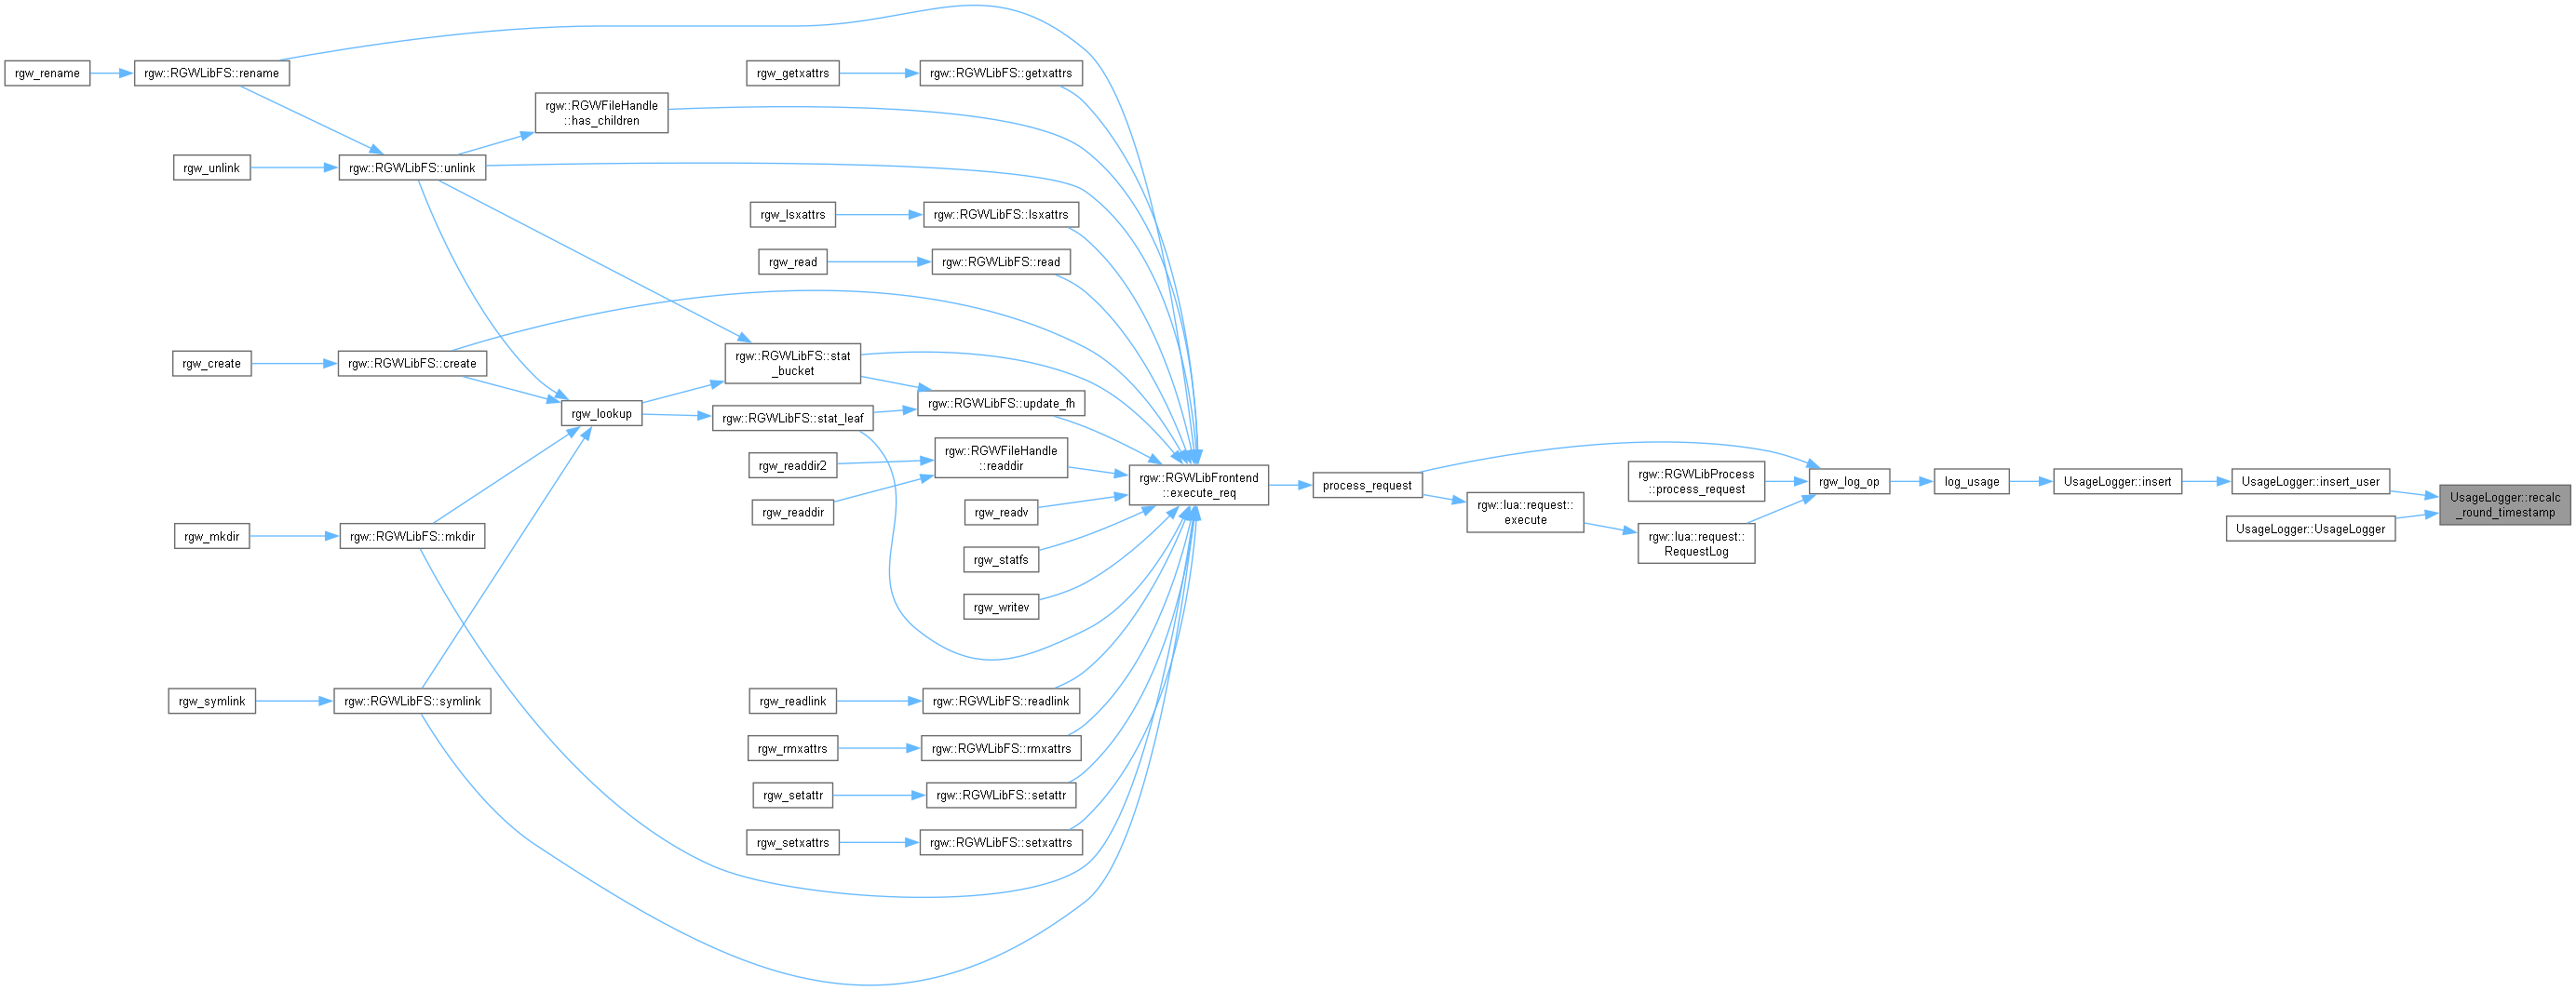 rgw_rename
rgw::RGWLibFS::rename
rgw_getxattrs
rgw::RGWLibFS::getxattrs
rgw::RGWFileHandle
::has_children
rgw_unlink
rgw::RGWLibFS::unlink
rgw_lsxattrs
rgw::RGWLibFS::lsxattrs
rgw_read
rgw::RGWLibFS::read
rgw_create
rgw::RGWLibFS::create
rgw::RGWLibFS::stat
_bucket
rgw_lookup
rgw::RGWLibFS::stat_leaf
rgw::RGWLibFS::update_fh
rgw_readdir2
rgw::RGWFileHandle
::readdir
rgw_readdir
rgw_readv
rgw_statfs
rgw_writev
rgw::RGWLibFrontend
::execute_req
process_request
rgw::lua::request::
execute
rgw::RGWLibProcess
::process_request
rgw::lua::request::
RequestLog
rgw_log_op
log_usage
UsageLogger::insert
UsageLogger::insert_user
UsageLogger::UsageLogger
UsageLogger::recalc
_round_timestamp
rgw_mkdir
rgw::RGWLibFS::mkdir
rgw_symlink
rgw::RGWLibFS::symlink
rgw_readlink
rgw::RGWLibFS::readlink
rgw_rmxattrs
rgw::RGWLibFS::rmxattrs
rgw_setattr
rgw::RGWLibFS::setattr
rgw_setxattrs
rgw::RGWLibFS::setxattrs